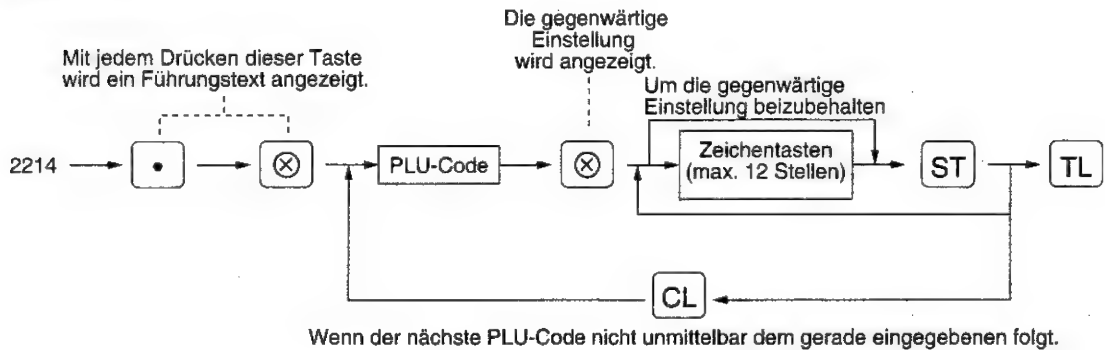 Die gegenwärtige
Einstellung
wird angezeigt.
Mit jedem Drücken dieser Taste
wird ein Führungstext angezeigt.
Um die gegenwärtige
Einstellung beizubehalten
2214
•
⊗
PLU-Code
⊗
Zeichentasten
(max. 12 Stellen)
ST
TL
CL
Wenn der nächste PLU-Code nicht unmittelbar dem gerade eingegebenen folgt.